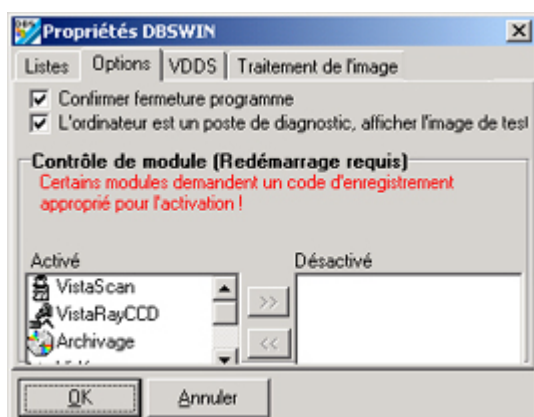 Propriétés DBSWIN
Listes Options VDDS Traitement de l'image
Confirmer fermeture programme
L'ordinateur est un poste de diagnostic, afficher l'image de test
Contrôle de module (Redémarrage requis)
Certains modules demandent un code d'enregistrement
approprié pour l'activation !
Activé Désactivé
VistaScan
VistaRayCCD
Archivage
>>
<<
OK Annuler